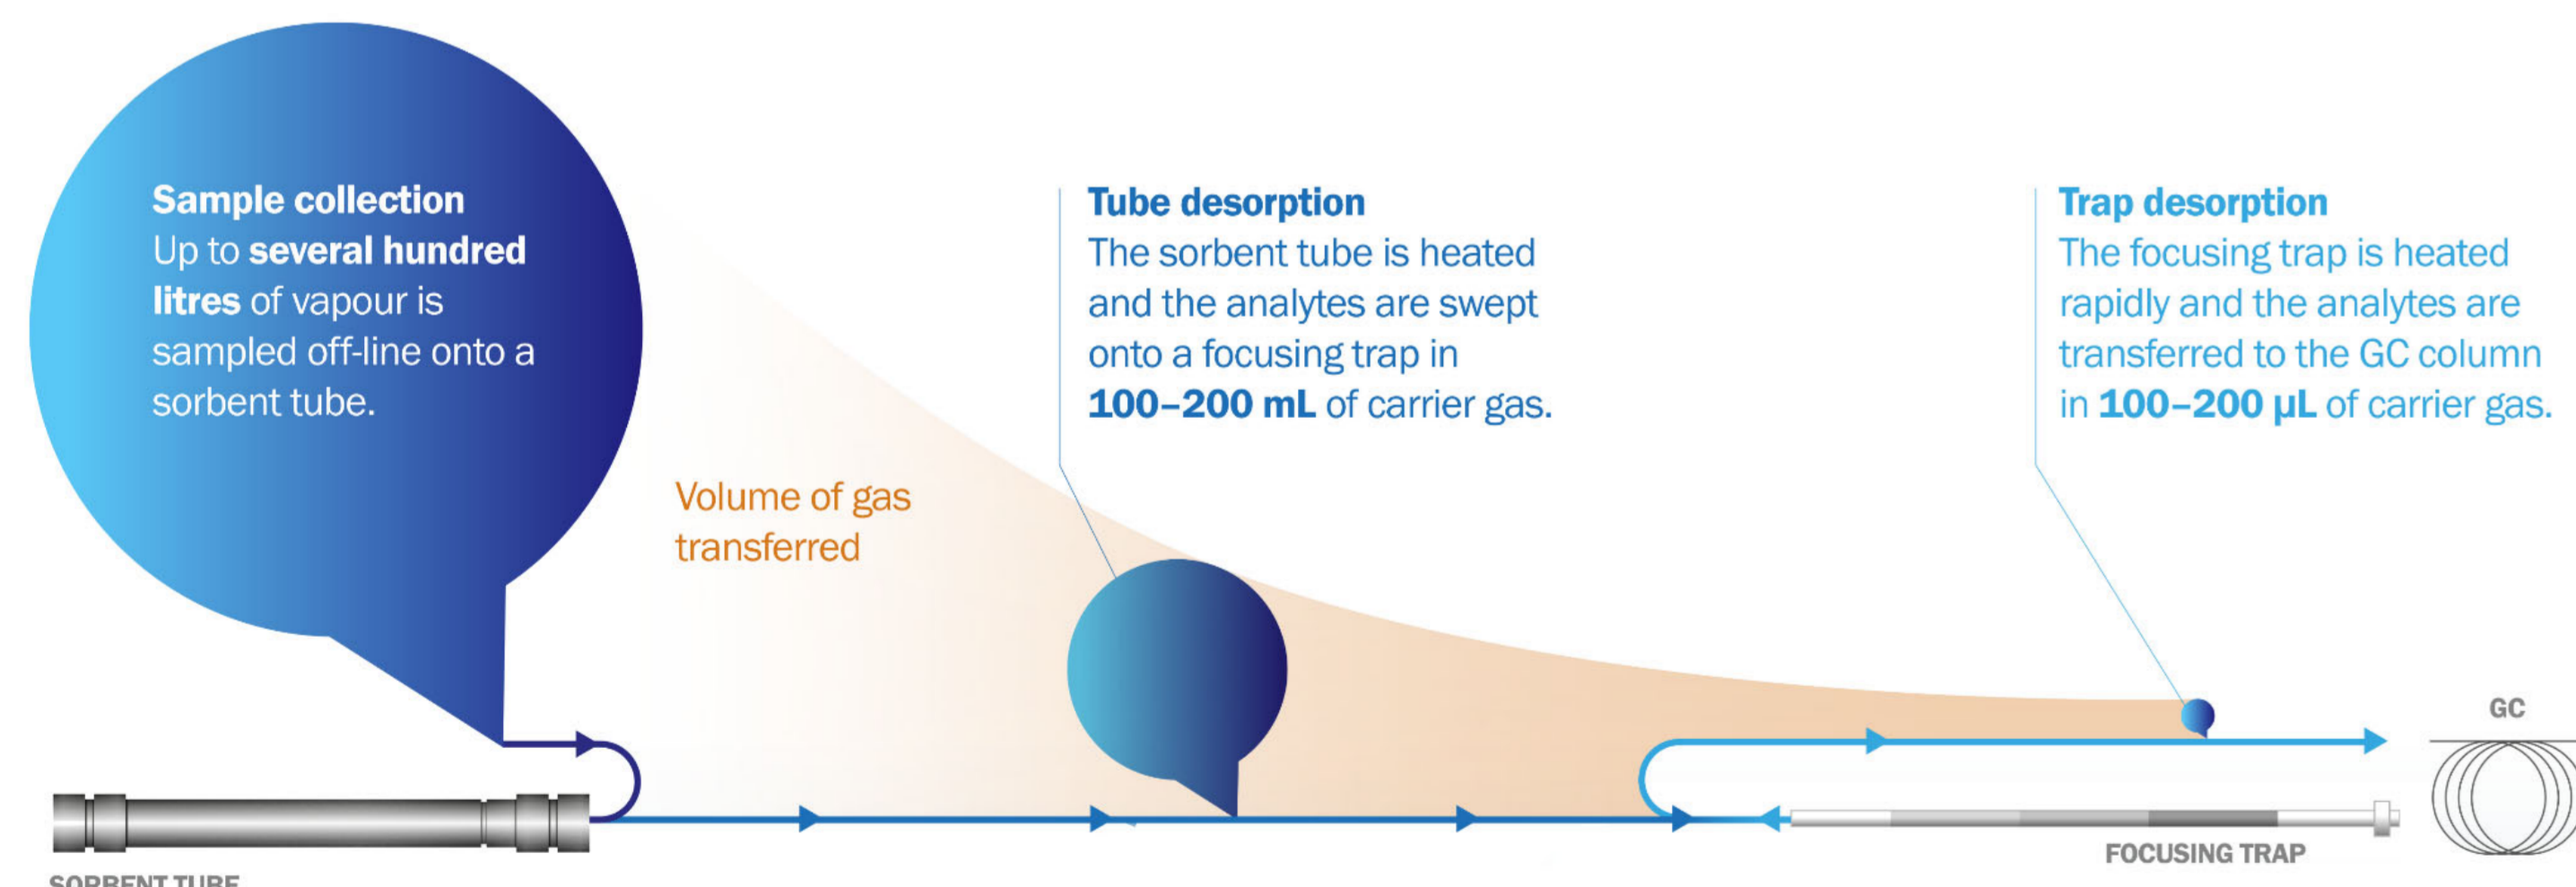 Sample collection
Up to several hundred
litres of vapour is
sampled off-line onto a
sorbent tube.
Volume of gas
transferred
Tube desorption
The sorbent tube is heated
and the analytes are swept
onto a focusing trap in
100–200 mL of carrier gas.
Trap desorption
The focusing trap is heated
rapidly and the analytes are
transferred to the GC column
in 100–200 µL of carrier gas.
GC
FOCUSING TRAP
SORBENT TUBE